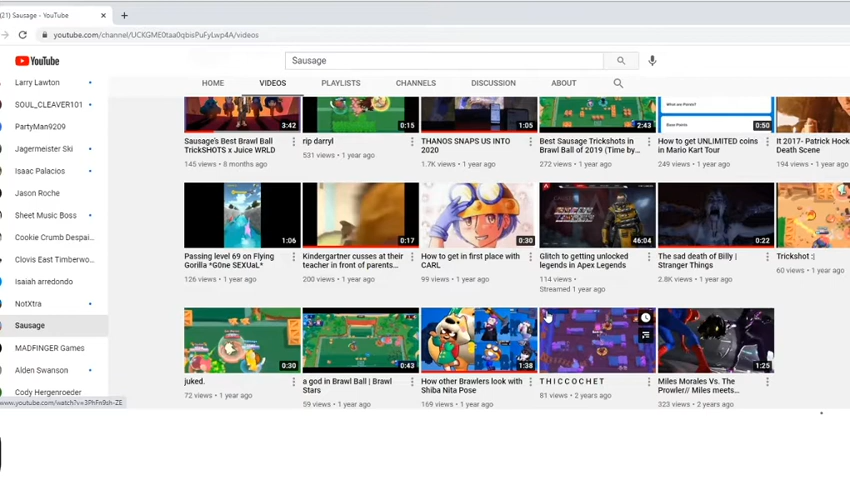 (21) Sausage - YouTube
youtube.com/channel/UCKGME0taa0qbisPuFyLwp4A/videos
YouTube
Sausage
HOME VIDEOS PLAYLISTS CHANNELS DISCUSSION ABOUT
Larry Lawton
SOUL_CLEAVER101
PartyMan9209
Jagermeister Ski
Isaac Palacios
Jason Roche
Sheet Music Boss
Cookie Crumb Despai...
Clovis East Timberwo...
Isaiah arredondo
NotXtra
Sausage
MADFINGER Games
Alden Swanson
Cody Hergenroeder
www.youtube.com/watch?v=3PhFn9sh-ZE
3:42
Sausage's Best Brawl Ball
TrickSHOTS x Juice WRLD
145 views • 8 months ago
0:15
rip darryl
531 views • 1 year ago
1:05
THANOS SNAPS US INTO
2020
1.7K views • 1 year ago
2:43
Best Sausage Trickshots in
Brawl Ball of 2019 (Time by...
272 views • 1 year ago
0:50
How to get UNLIMITED coins
in Mario Kart Tour
249 views • 1 year ago
It 2017- Patrick Hock
Death Scene
194 views • 1 year ago
1:06
Passing level 69 on Flying
Gorilla *G0ne SEXUaL*
126 views • 1 year ago
0:17
Kindergartner cusses at their
teacher in front of parents...
200 views • 1 year ago
0:30
How to get in first place with
CARL
99 views • 1 year ago
46:04
Glitch to getting unlocked
legends in Apex Legends
114 views •
Streamed 1 year ago
0:22
The sad death of Billy |
Stranger Things
2.8K views • 1 year ago
Trickshot :|
60 views • 1 year ago
0:30
juked.
72 views • 1 year ago
0:43
a god in Brawl Ball | Brawl
Stars
59 views • 1 year ago
1:38
How other Brawlers look with
Shiba Nita Pose
169 views • 1 year ago
T H I C C O C H E T
81 views • 2 years ago
1:25
Miles Morales Vs. The
Prowler// Miles meets...
323 views • 2 years ago